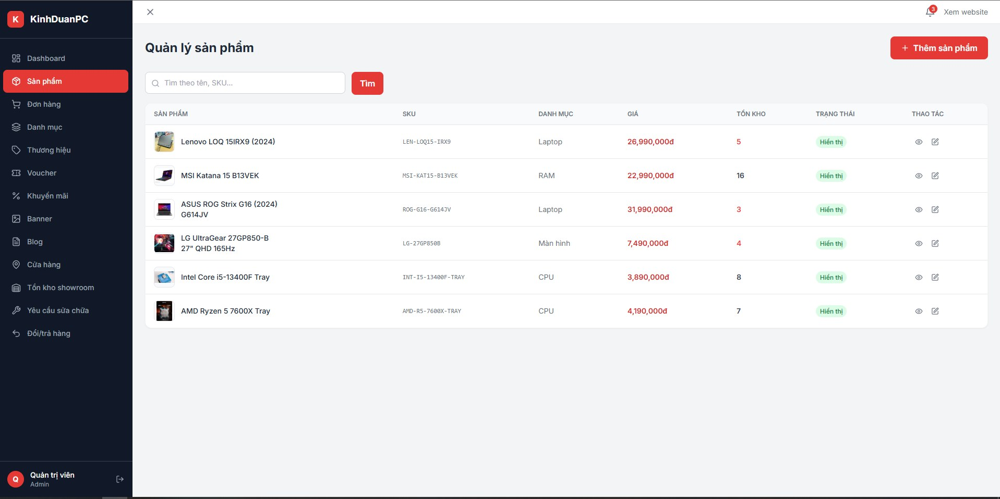 K KinhDuanPC
3
Xem website
Dashboard
Sản phẩm
Đơn hàng
Danh mục
Thương hiệu
Voucher
Khuyến mãi
Banner
Blog
Cửa hàng
Tồn kho showroom
Yêu cầu sửa chữa
Đổi/trả hàng
Q
Quản trị viên
Admin
Quản lý sản phẩm
+ Thêm sản phẩm
Tìm theo tên, SKU...
Tìm
SẢN PHẨM SKU DANH MỤC GIÁ TỒN KHO TRẠNG THÁI THAO TÁC
Lenovo LOQ 15IRX9 (2024) LEN-LOQ15-IRX9 Laptop 26,990,000đ 5 Hiển thị
MSI Katana 15 B13VEK MSI-KAT15-B13VEK RAM 22,990,000đ 16 Hiển thị
ASUS ROG Strix G16 (2024)
G614JV ROG-G16-G614JV Laptop 31,990,000đ 3 Hiển thị
LG UltraGear 27GP850-B
27" QHD 165Hz LG-27GP850B Màn hình 7,490,000đ 4 Hiển thị
Intel Core i5-13400F Tray INT-I5-13400F-TRAY CPU 3,890,000đ 8 Hiển thị
AMD Ryzen 5 7600X Tray AMD-R5-7600X-TRAY CPU 4,190,000đ 7 Hiển thị